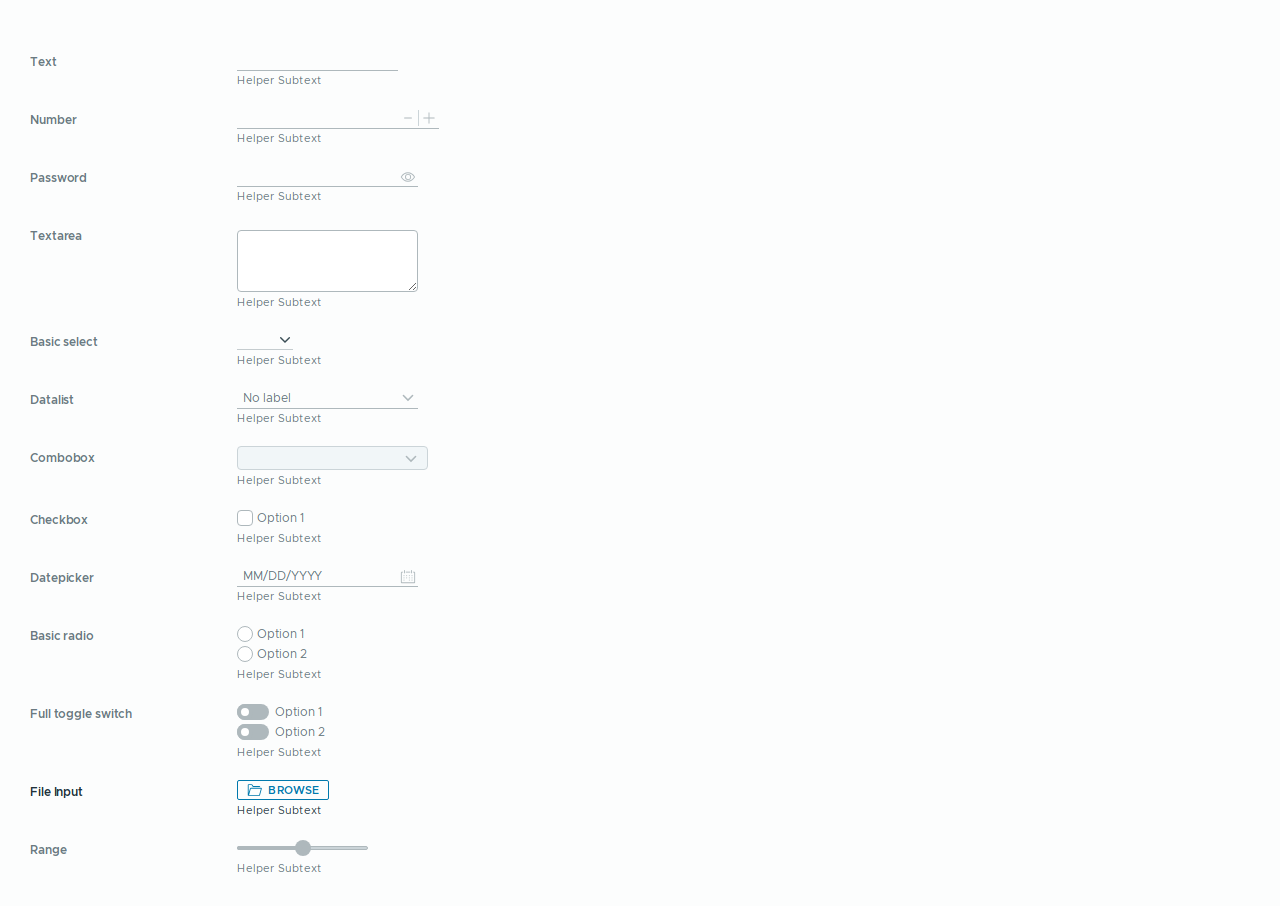 Text
Helper Subtext
Number
Helper Subtext
Password
Helper Subtext
Textarea
Helper Subtext
Basic select
Helper Subtext
Datalist
No label
Helper Subtext
Combobox
Helper Subtext
Checkbox
Option 1
Helper Subtext
Datepicker
MM/DD/YYYY
Helper Subtext
Basic radio
Option 1
Option 2
Helper Subtext
Full toggle switch
Option 1
Option 2
Helper Subtext
File Input
BROWSE
Helper Subtext
Range
Helper Subtext